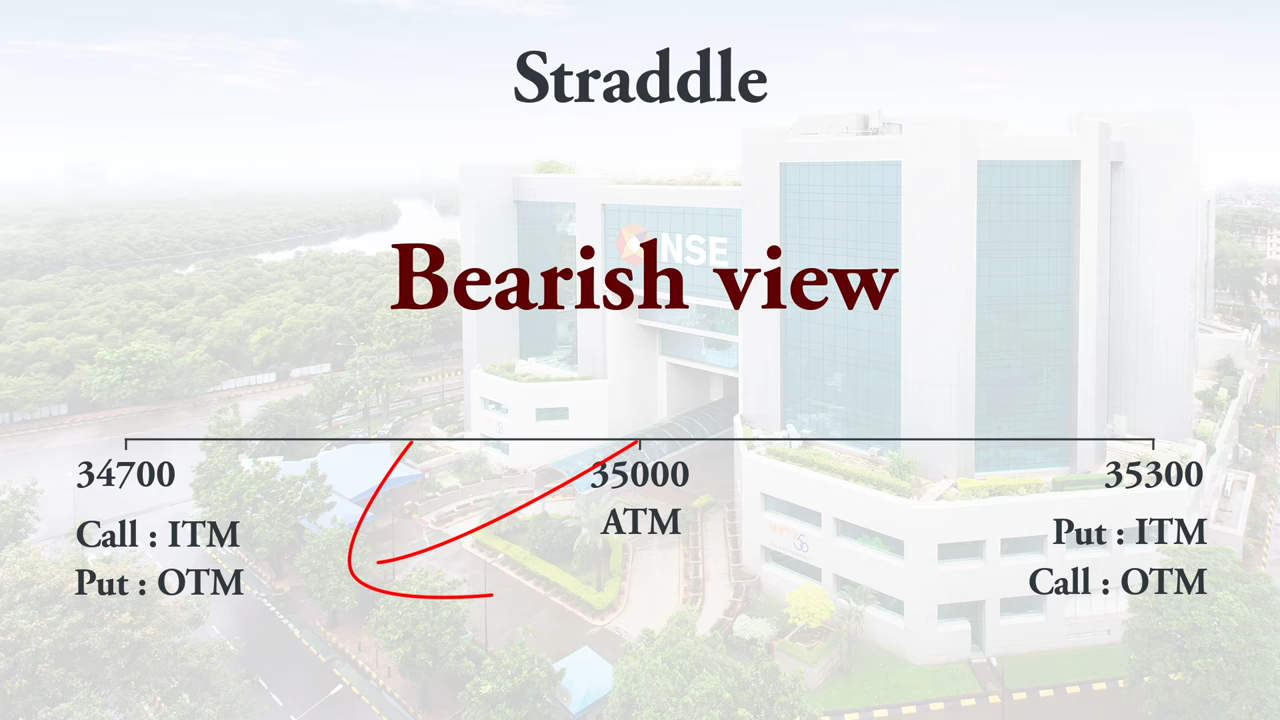 Straddle
NSE
Bearish view
34700
35000
35300
Call : ITM
ATM
Put : ITM
Put : OTM
Call : OTM